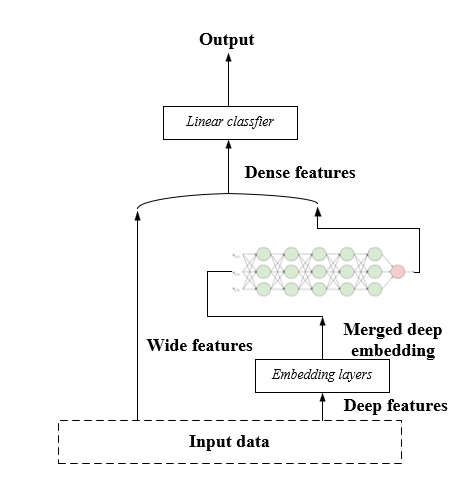 Output
Linear classfier
Dense features
Merged deep
embedding
Wide features
Embedding layers
Deep features
Input data